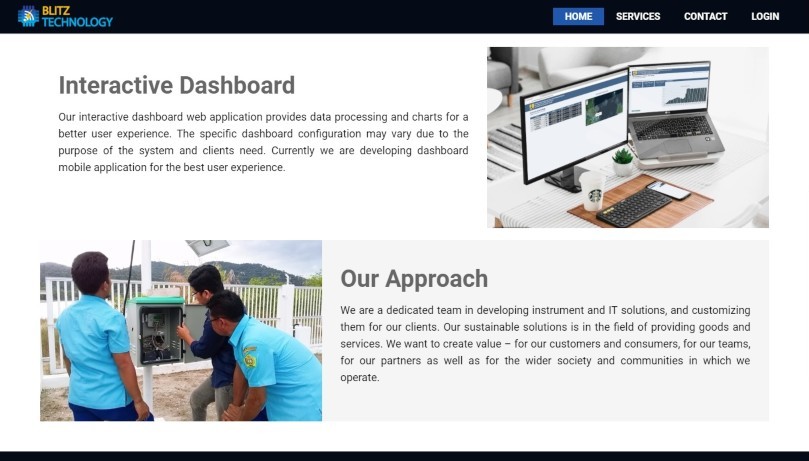 BLITZ
TECHNOLOGY
HOME SERVICES CONTACT LOGIN
Interactive Dashboard
Our interactive dashboard web application provides data processing and charts for a
better user experience. The specific dashboard configuration may vary due to the
purpose of the system and clients need. Currently we are developing dashboard
mobile application for the best user experience.
Our Approach
We are a dedicated team in developing instrument and IT solutions, and customizing
them for our clients. Our sustainable solutions is in the field of providing goods and
services. We want to create value – for our customers and consumers, for our teams,
for our partners as well as for the wider society and communities in which we
operate.